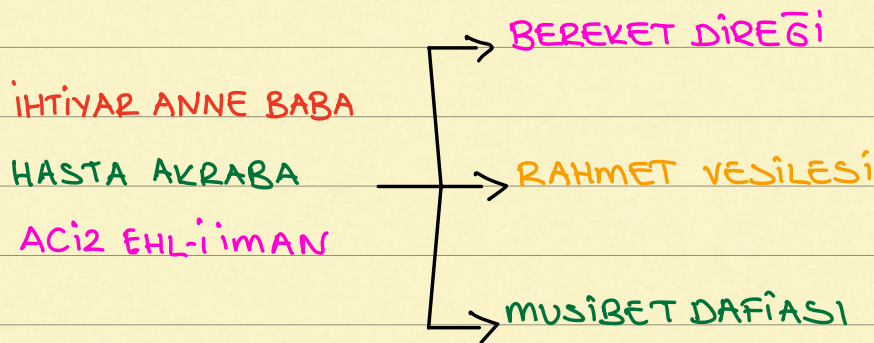 İHTİYAR ANNE BABA
HASTA AKRABA
ACİZ EHL-İ İMAN
BEREKET DİREĞİ
RAHMET VESİLESİ
MUSİBET DAFİASI